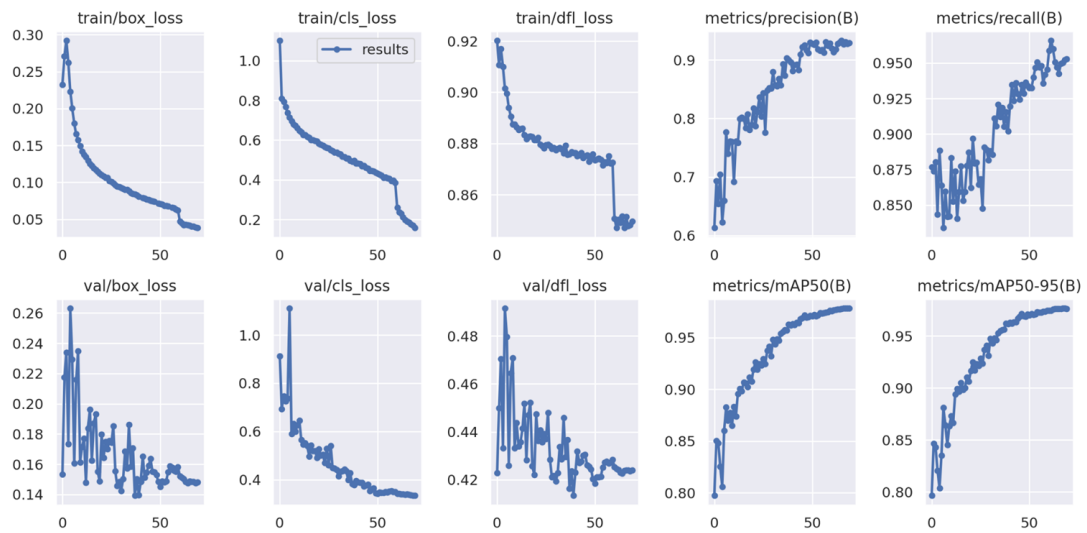 train/box_loss train/cls_loss train/dfl_loss metrics/precision(B) metrics/recall(B)
0.30 0.25 0.20 0.15 0.10 0.05
0 50
results
1.0 0.8 0.6 0.4 0.2
0 50
0.92 0.90 0.88 0.86
0 50
0.9 0.8 0.7 0.6
0 50
0.950 0.925 0.900 0.875 0.850
0 50
val/box_loss val/cls_loss val/dfl_loss metrics/mAP50(B) metrics/mAP50-95(B)
0.26 0.24 0.22 0.20 0.18 0.16 0.14
0 50
1.0 0.8 0.6 0.4
0 50
0.48 0.46 0.44 0.42
0 50
0.95 0.90 0.85 0.80
0 50
0.95 0.90 0.85 0.80
0 50